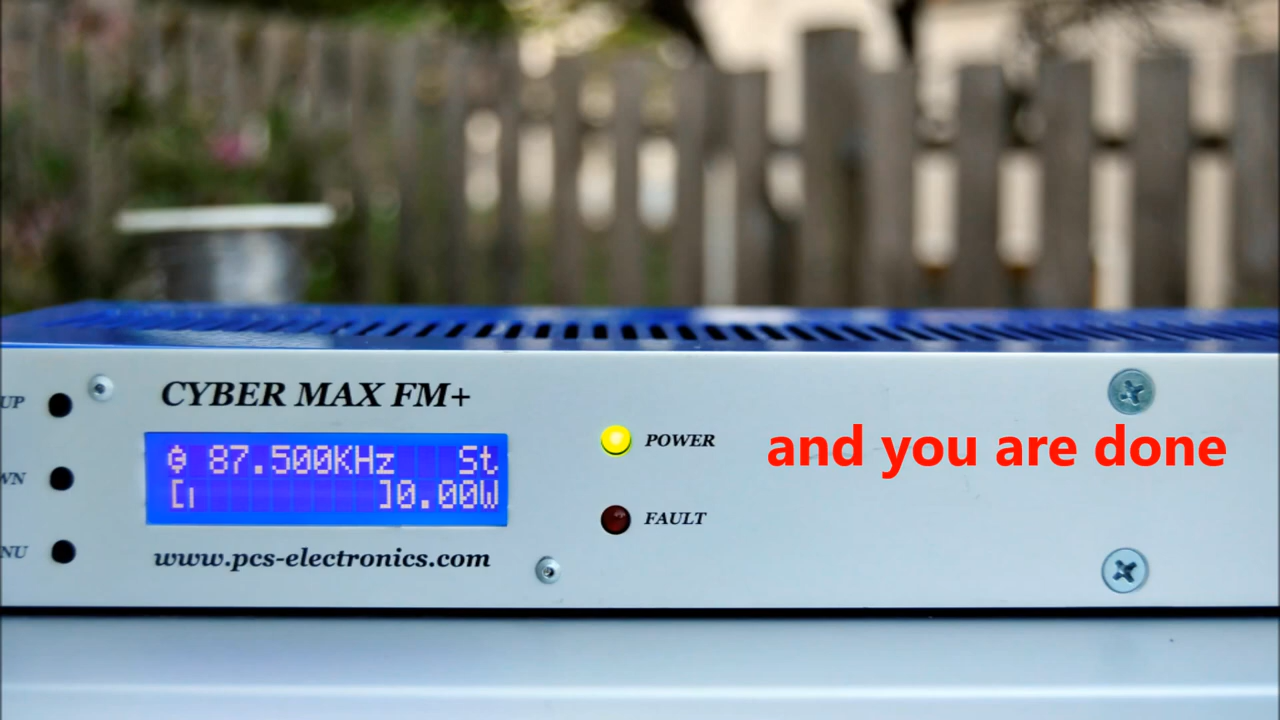 CYBER MAX FM+
UP
87.500KHz St
[ ]0.00W
WN
NU
www.pcs-electronics.com
POWER
FAULT
and you are done